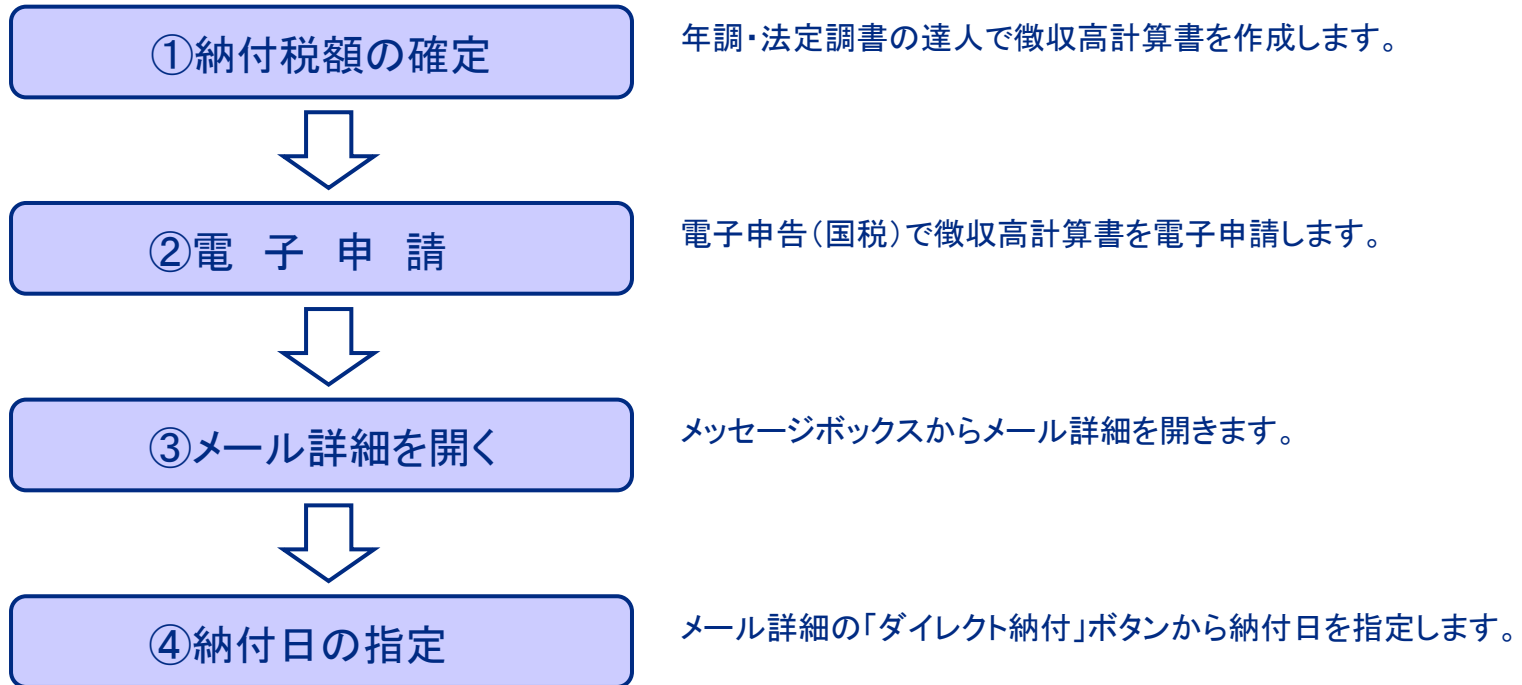 ①納付税額の確定
年調・法定調書の達人で徴収高計算書を作成します。
②電　子　申　請
電子申告（国税）で徴収高計算書を電子申請します。
③メール詳細を開く
メッセージボックスからメール詳細を開きます。
④納付日の指定
メール詳細の「ダイレクト納付」ボタンから納付日を指定します。